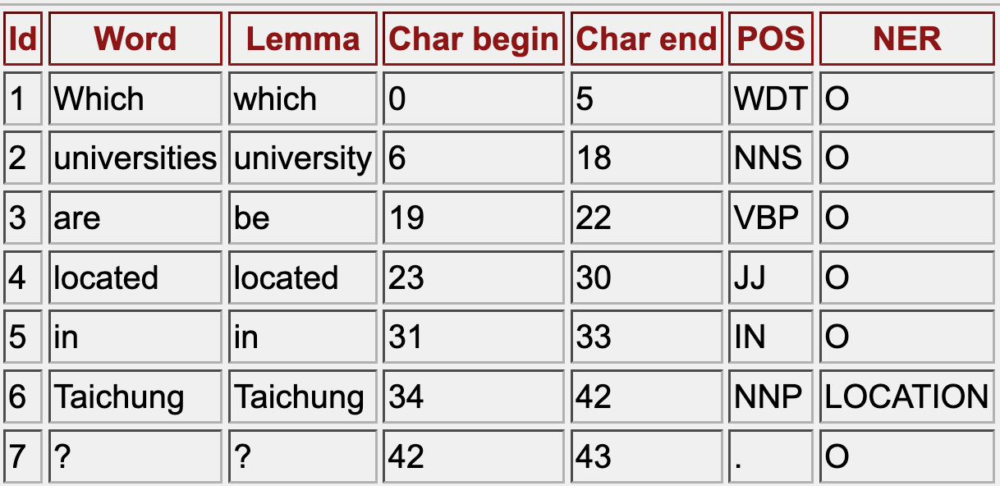 Id Word Lemma Char begin Char end POS NER
1 Which which 0 5 WDT O
2 universities university 6 18 NNS O
3 are be 19 22 VBP O
4 located located 23 30 JJ O
5 in in 31 33 IN O
6 Taichung Taichung 34 42 NNP LOCATION
7 ? ? 42 43 . O